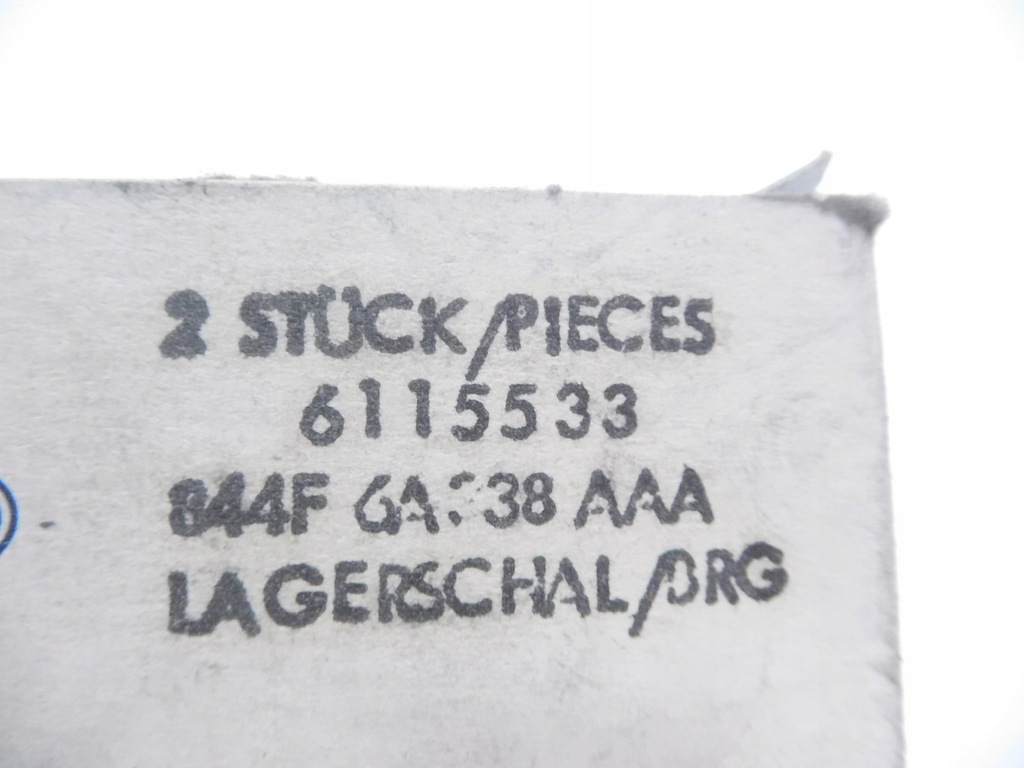 2 STÜCK/PIECES
6115533
844F AAA
LAGERSCHAL/BRG